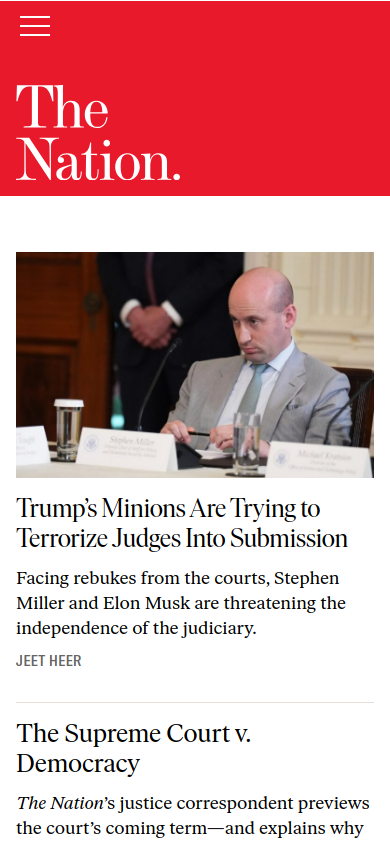 The
Nation.
Stephen Miller
Trump's Minions Are Trying to
Terrorize Judges Into Submission
Facing rebukes from the courts, Stephen
Miller and Elon Musk are threatening the
independence of the judiciary.
JEET HEER
The Supreme Court v.
Democracy
The Nation's justice correspondent previews
the court's coming term—and explains why